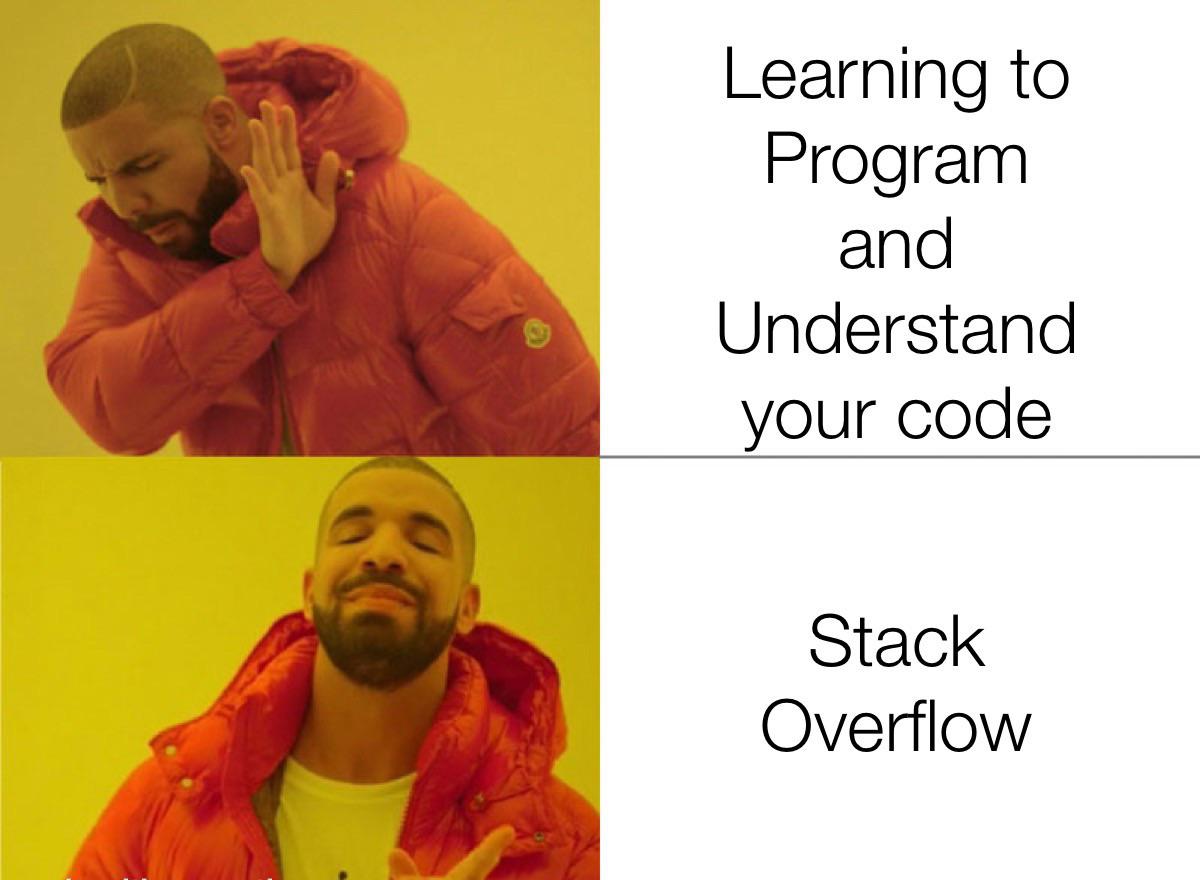 Learning to
Program
and
Understand
your code
Stack
Overflow